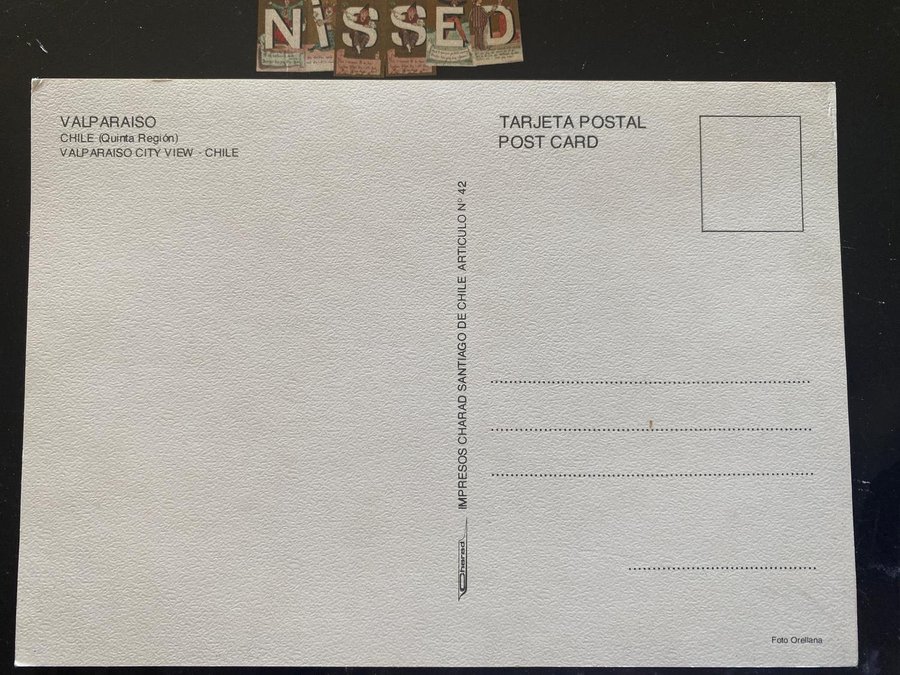 NiSSED
VALPARAISO
CHILE (Quinta Región)
VALPARAISO CITY VIEW - CHILE
TARJETA POSTAL
POST CARD
IMPRESOS CHARAD SANTIAGO DE CHILE ARTICULO N° 42
Charad
Foto Orellana